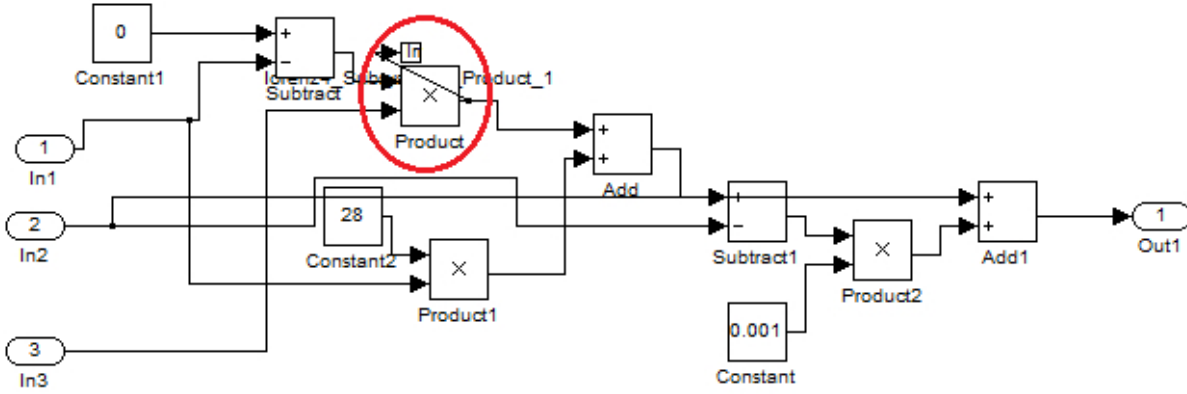 0
Constant1
+
−
Subtract
In
Product_1
×
Product
1
In1
+
+
Add
2
In2
28
Constant2
×
Product1
+
−
Subtract1
×
Product2
+
+
Add1
1
Out1
0.001
Constant
3
In3